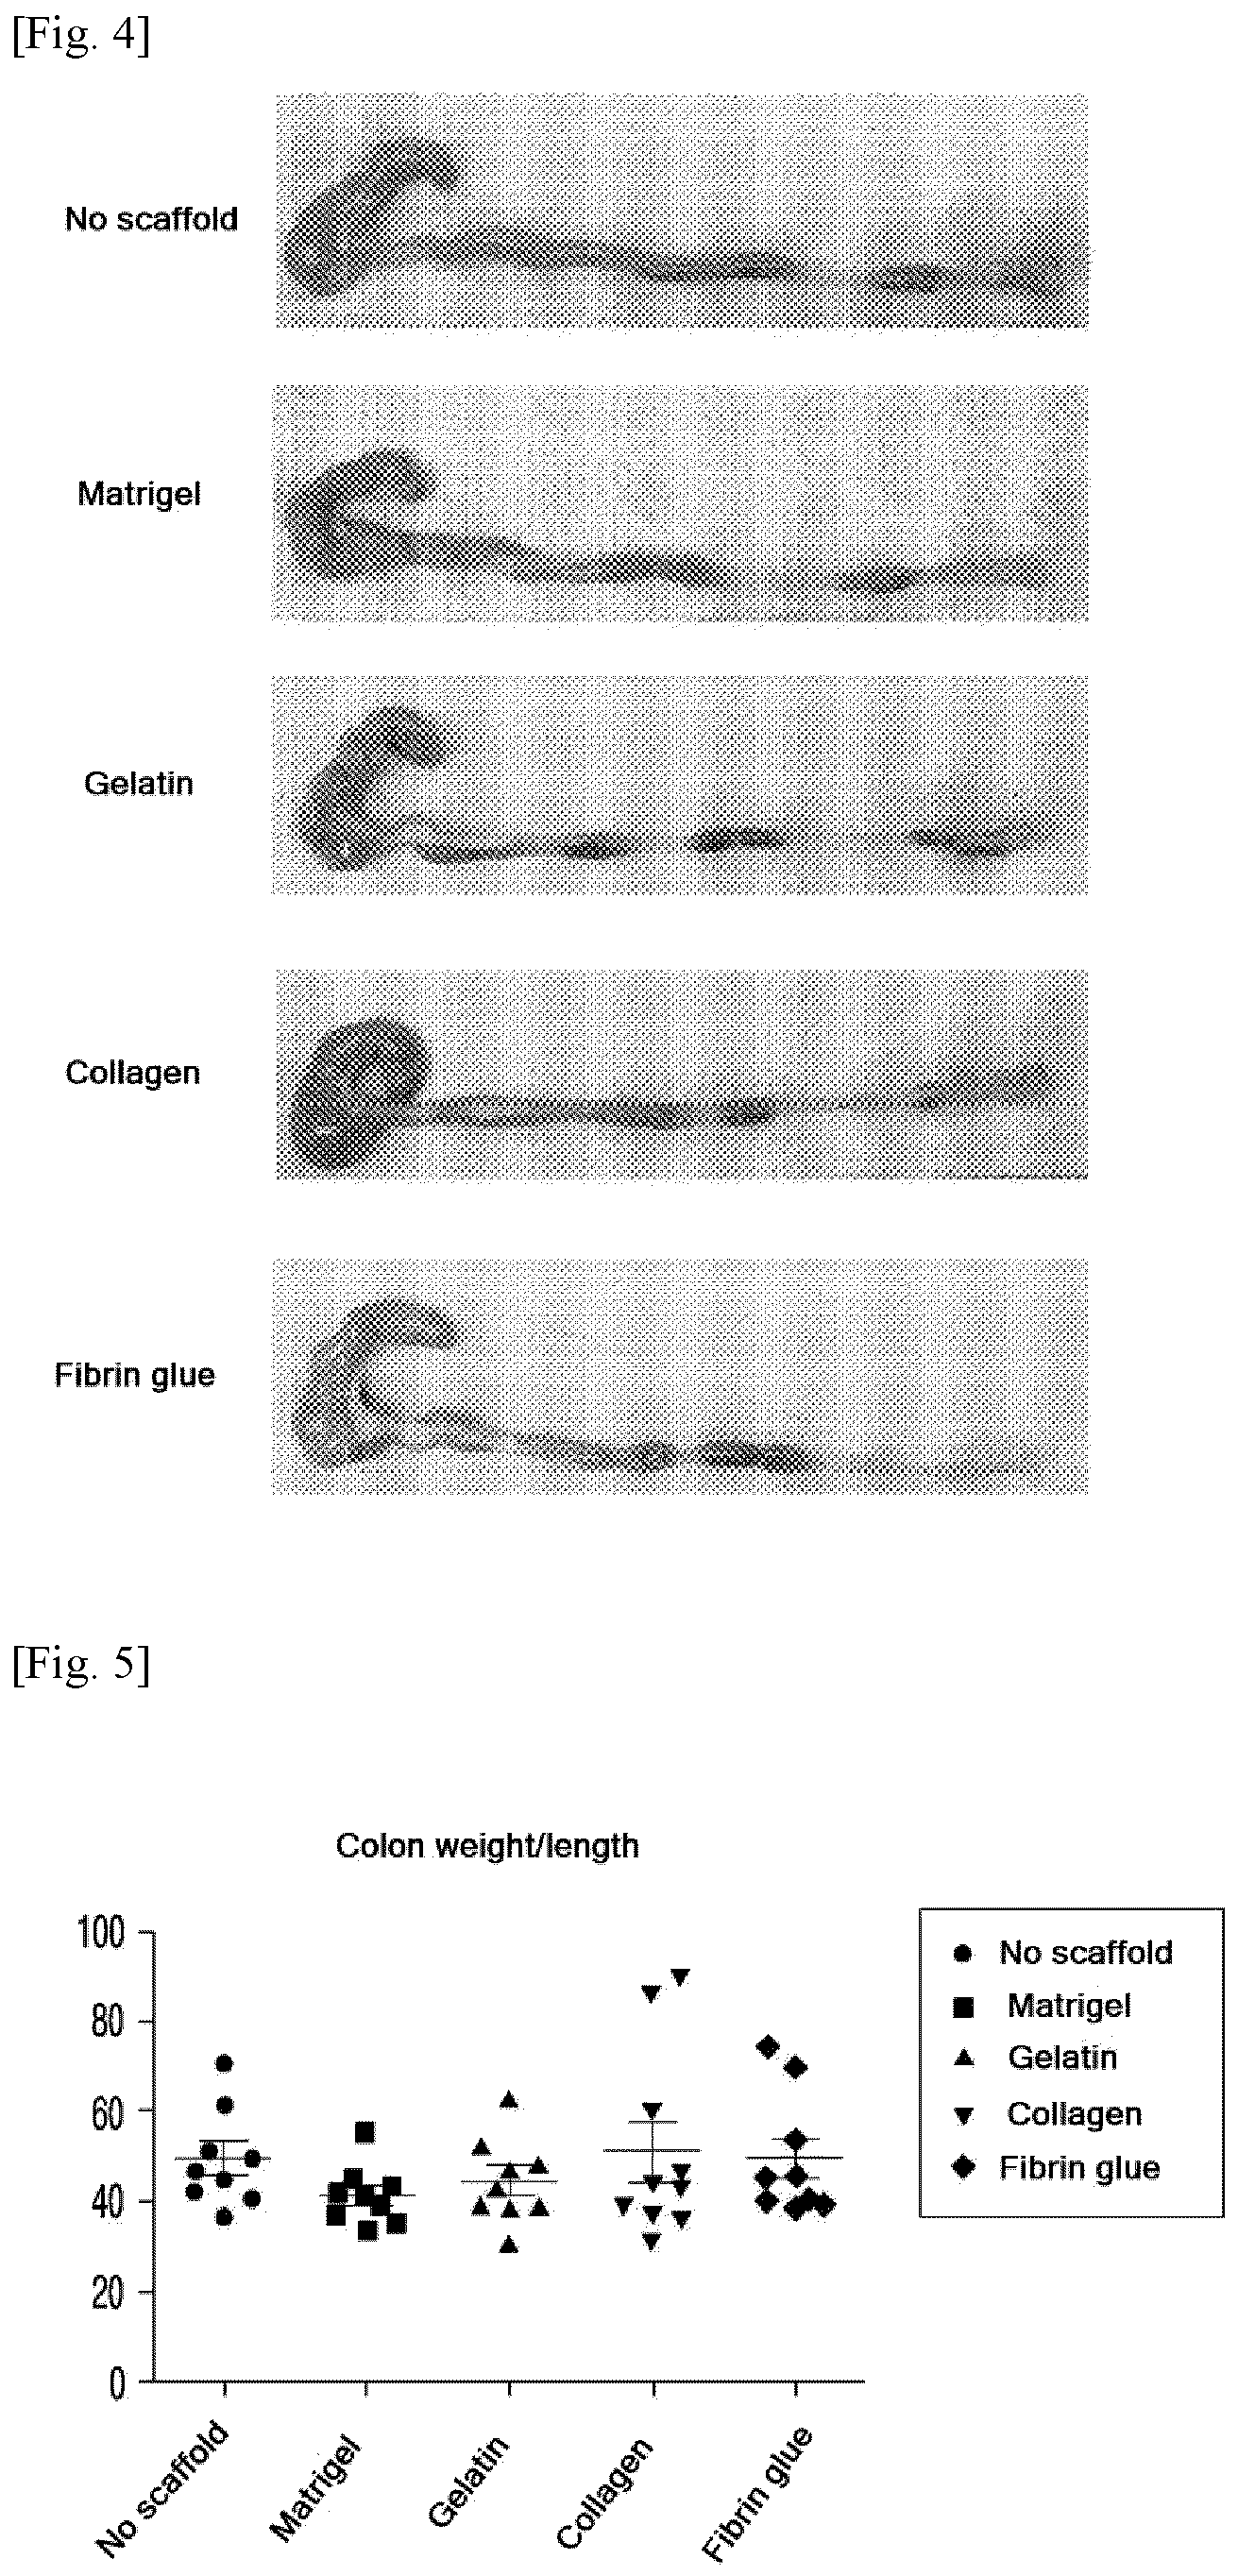 [Fig. 4]
No scaffold
Matrigel
Gelatin
Collagen
Fibrin glue
[Fig. 5]
Colon weight/length
100
80
60
40
20
0
No scaffold
Matrigel
Gelatin
Collagen
Fibrin glue
No scaffold
Matrigel
Gelatin
Collagen
Fibrin glue